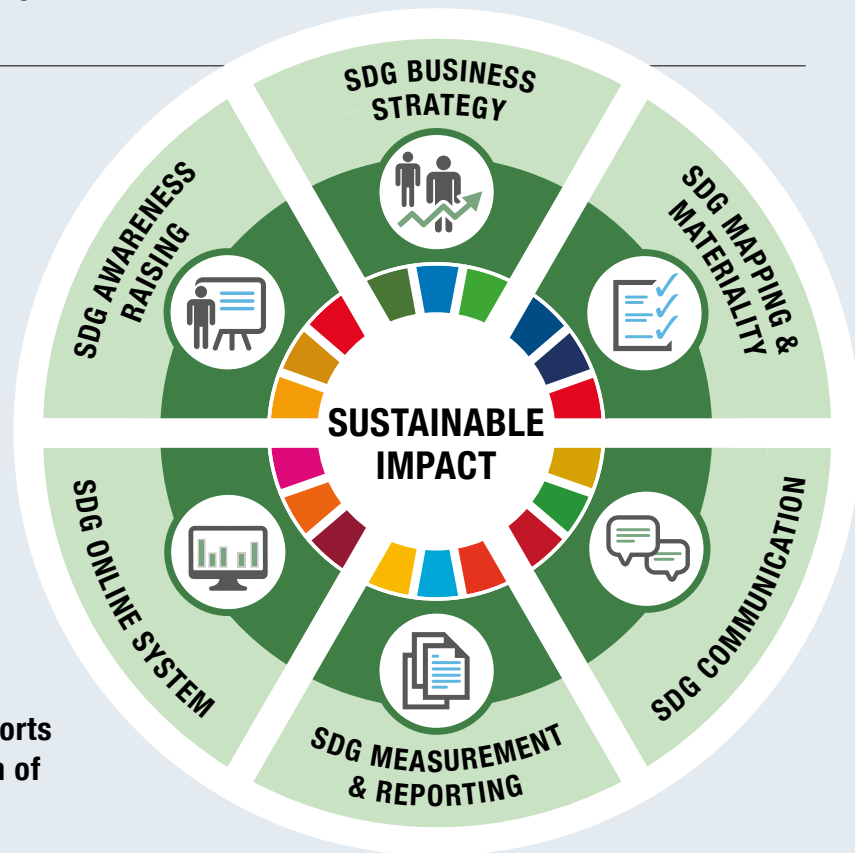 SDG BUSINESS
STRATEGY
SDG MAPPING &
MATERIALITY
SDG COMMUNICATION
SDG MEASUREMENT
& REPORTING
SDG ONLINE SYSTEM
SDG AWARENESS
RAISING
SUSTAINABLE
IMPACT
of